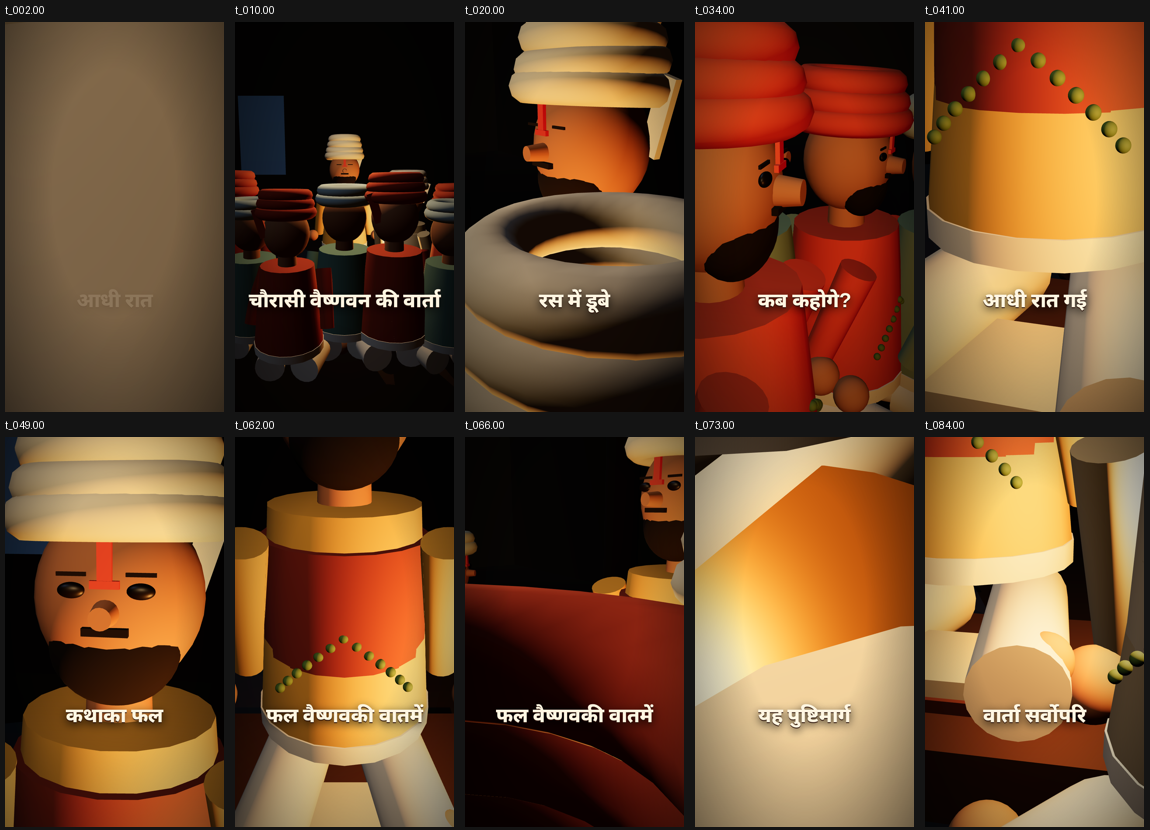 t_002.00
t_010.00
t_020.00
t_034.00
t_041.00
आधी रात
चौरासी वैष्णवन की वार्ता
रस में डूबे
कब कहोगे?
आधी रात गई
t_049.00
t_062.00
t_066.00
t_073.00
t_084.00
कथाका फल
फल वैष्णवकी वातमें
फल वैष्णवकी वातमें
यह पुष्टिमार्ग
वार्ता सर्वोपरि